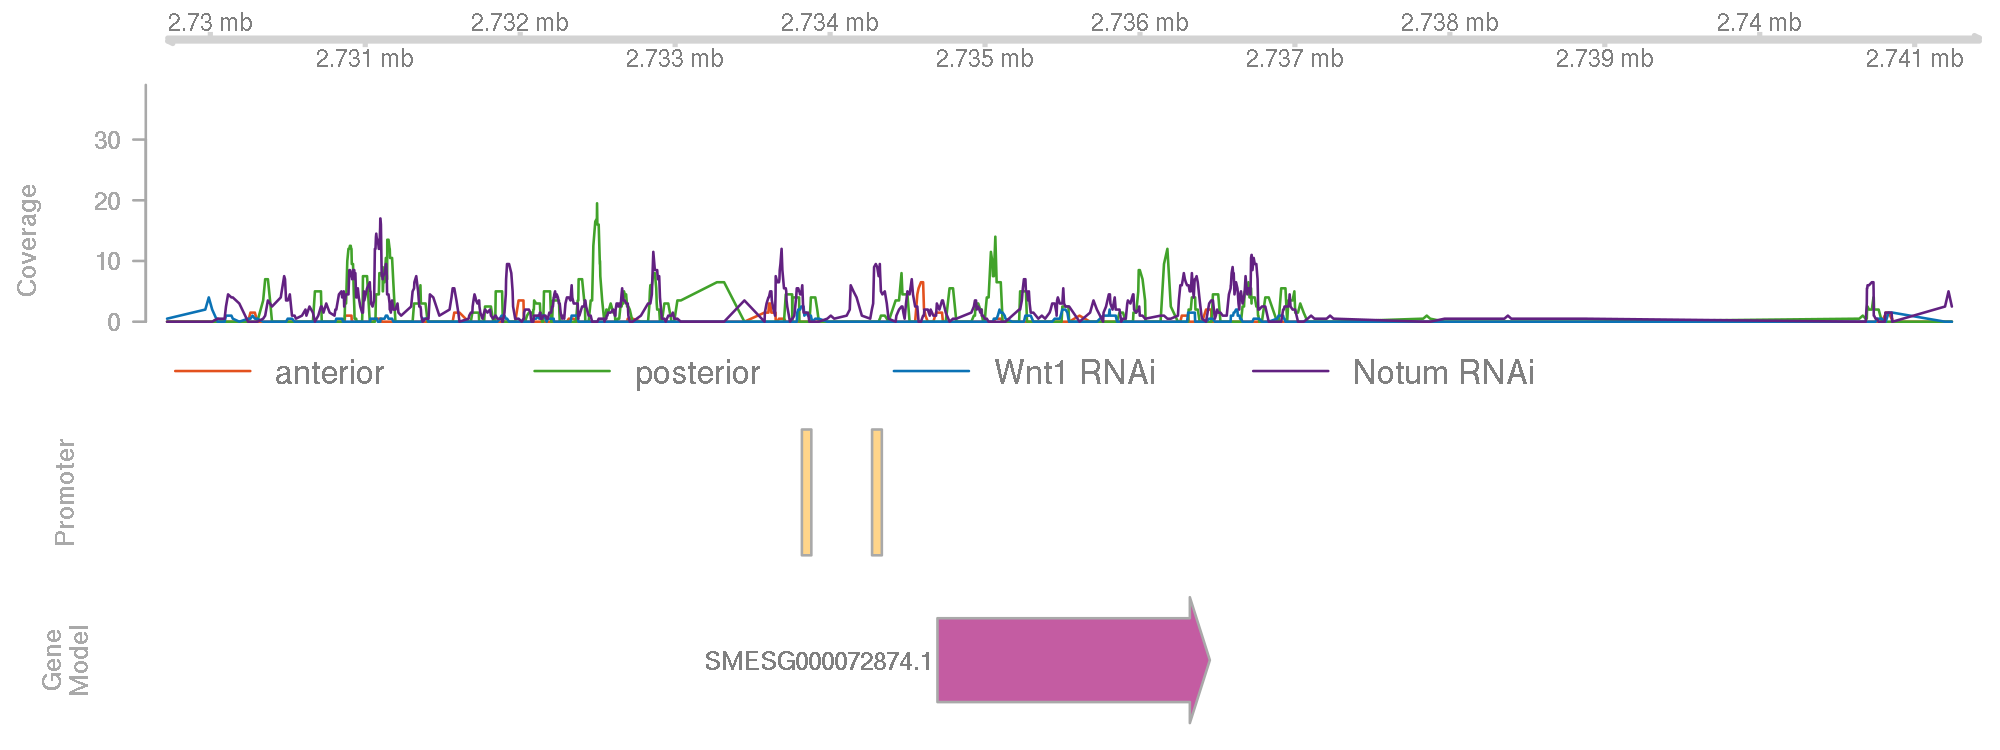 2.73 mb 2.732 mb 2.734 mb 2.736 mb 2.738 mb 2.74 mb
2.731 mb 2.733 mb 2.735 mb 2.737 mb 2.739 mb 2.741 mb
Coverage
30
20
10
0
anterior posterior Wnt1 RNAi Notum RNAi
Promoter
Gene
Model
SMESG000072874.1